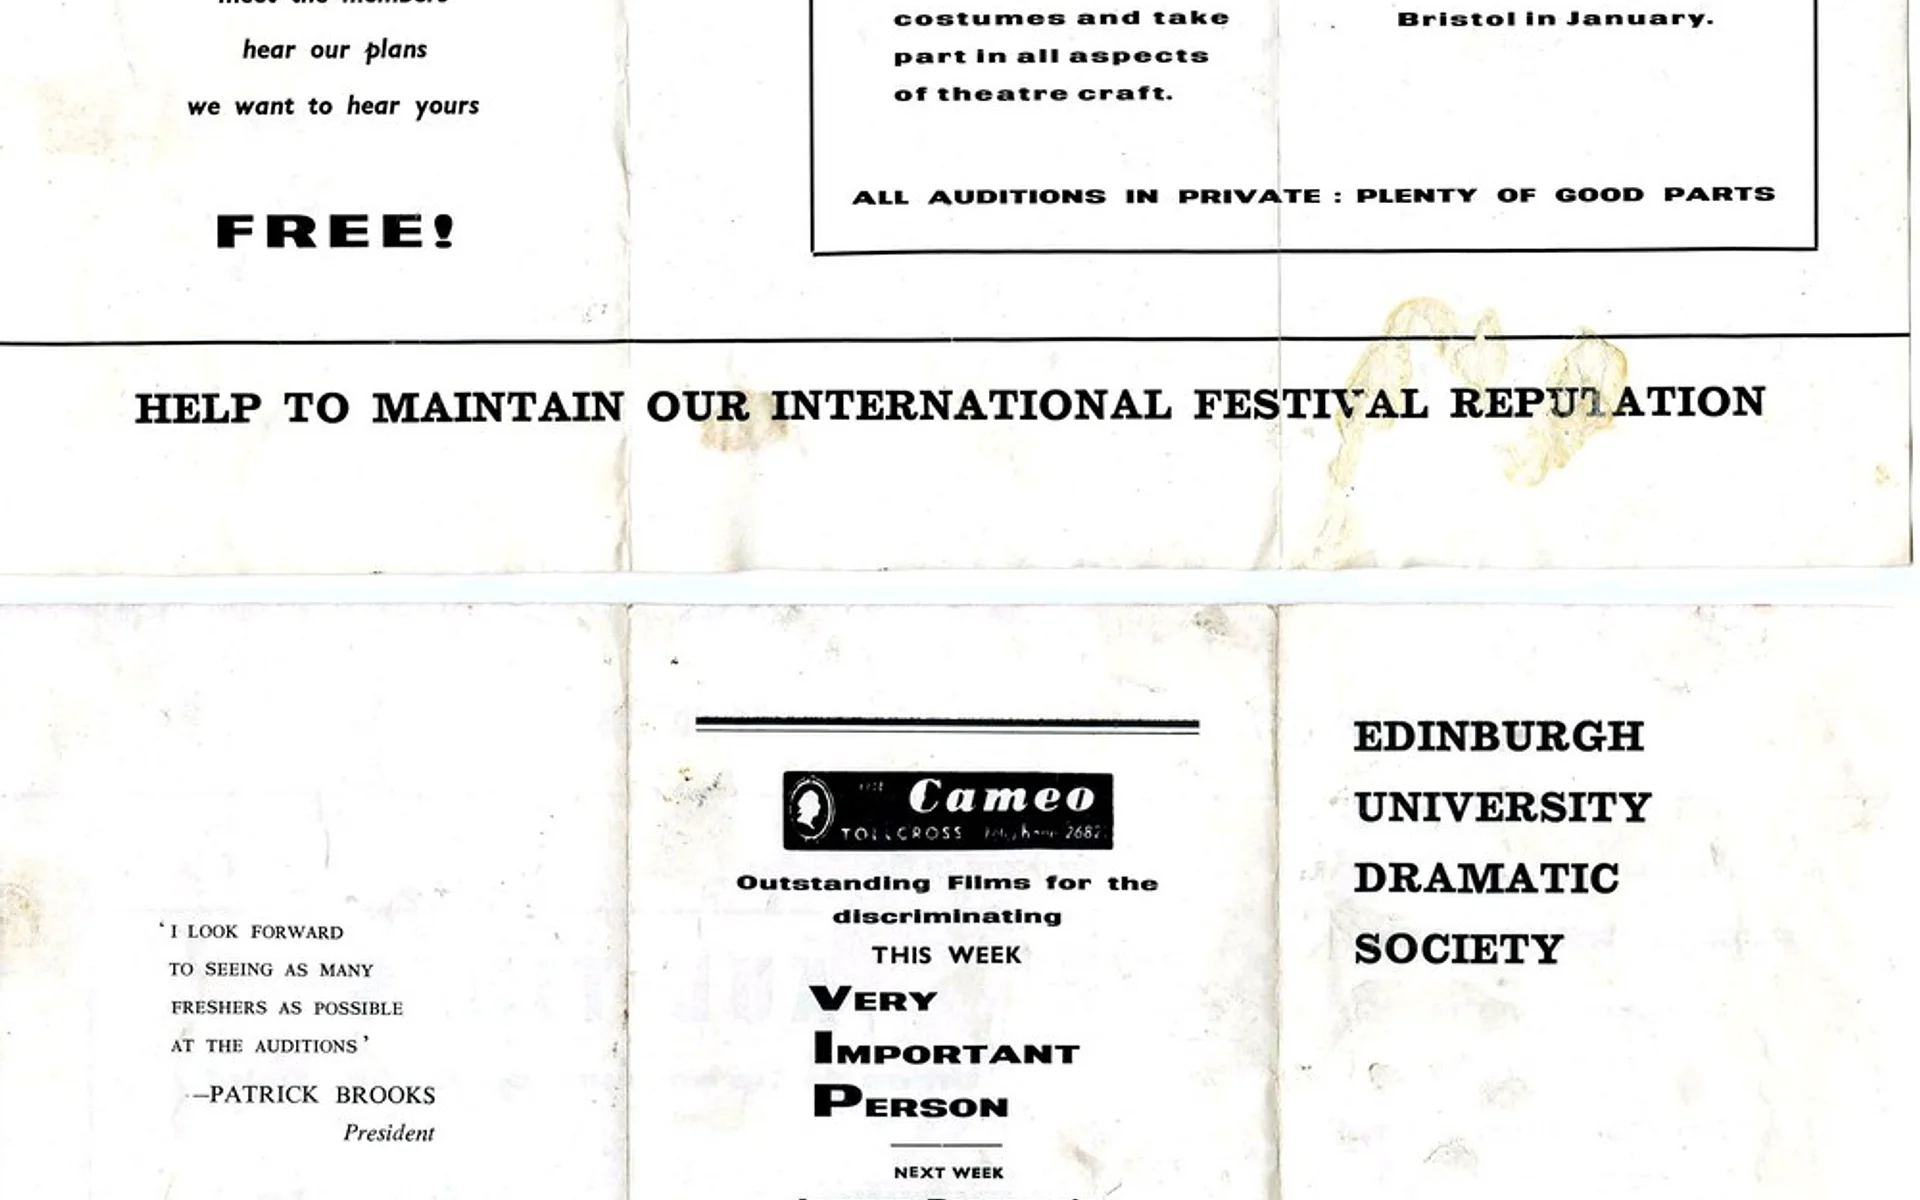 hear our plans
we want to hear yours
FREE!
costumes and take
part in all aspects
of theatre craft.
Bristol in January.
ALL AUDITIONS IN PRIVATE : PLENTY OF GOOD PARTS
HELP TO MAINTAIN OUR INTERNATIONAL FESTIVAL REPUTATION
‘I LOOK FORWARD
TO SEEING AS MANY
FRESHERS AS POSSIBLE
AT THE AUDITIONS’
—PATRICK BROOKS
President
Cameo
TOLLCROSS
Outstanding Films for the
discriminating
THIS WEEK
VERY
IMPORTANT
PERSON
NEXT WEEK
EDINBURGH
UNIVERSITY
DRAMATIC
SOCIETY